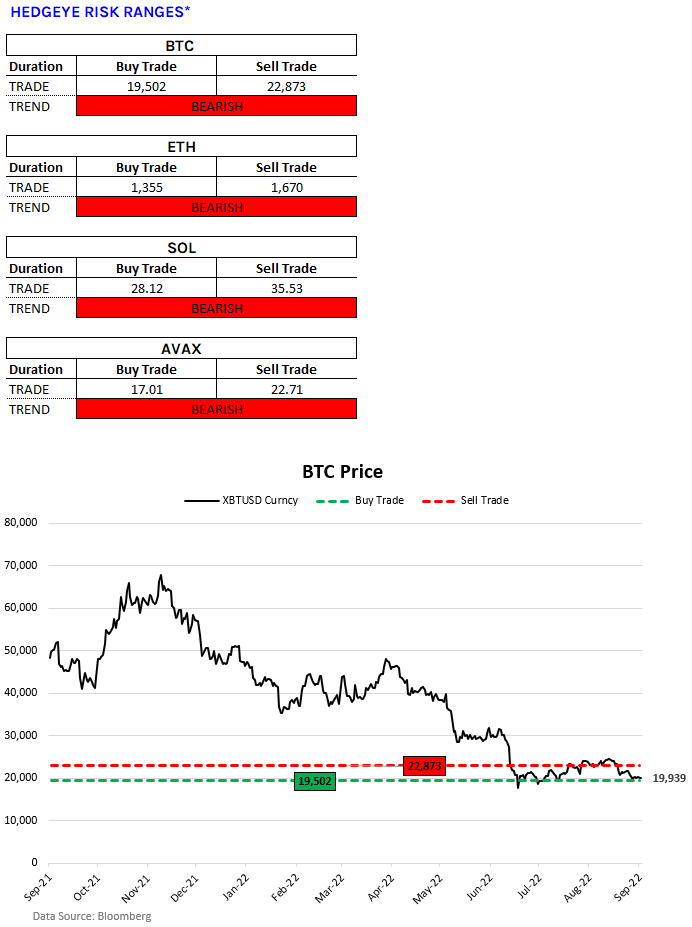 HEDGEYE RISK RANGES*
BTC
Duration Buy Trade Sell Trade
TRADE 19,502 22,873
TREND BEARISH
ETH
Duration Buy Trade Sell Trade
TRADE 1,355 1,670
TREND BEARISH
SOL
Duration Buy Trade Sell Trade
TRADE 28.12 35.53
TREND BEARISH
AVAX
Duration Buy Trade Sell Trade
TRADE 17.01 22.71
TREND BEARISH
BTC Price
XBTUSD Curncy Buy Trade Sell Trade
80,000
70,000
60,000
50,000
40,000
30,000
22,873
20,000 19,502 19,939
10,000
0
Sep-21 Oct-21 Nov-21 Dec-21 Jan-22 Feb-22 Mar-22 Apr-22 May-22 Jun-22 Jul-22 Aug-22 Sep-22
Data Source: Bloomberg